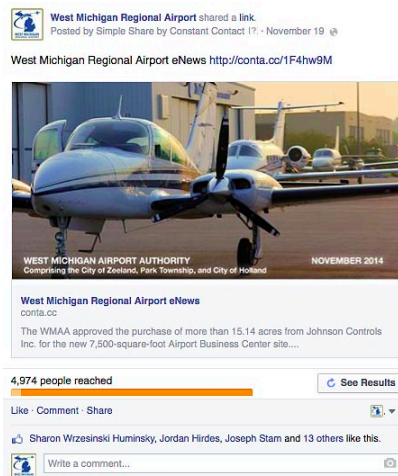 West Michigan Regional Airport shared a link.
Posted by Simple Share by Constant Contact [?] · November 19
West Michigan Regional Airport eNews http://conta.cc/1F4hw9M
WEST MICHIGAN AIRPORT AUTHORITY
NOVEMBER 2014
Comprising the City of Zeeland, Park Township, and City of Holland
West Michigan Regional Airport eNews
conta.cc
The WMAA approved the purchase of more than 15.14 acres from Johnson Controls
Inc. for the new 7,500-square-foot Airport Business Center site....
4,974 people reached
See Results
Like · Comment · Share
Sharon Wrzesinski Huminsky, Jordan Hirdes, Joseph Stam and 13 others like this.
Write a comment...